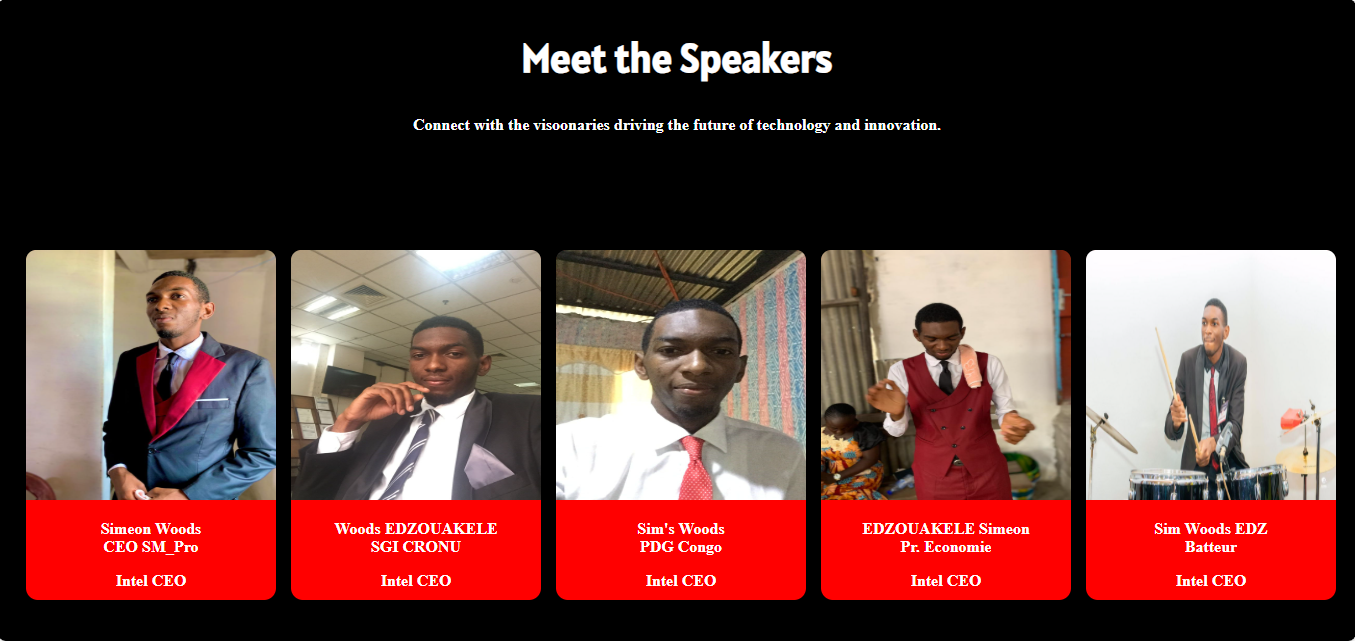 Meet the Speakers
Connect with the visoonaries driving the future of technology and innovation.
Simeon Woods
CEO SM_Pro
Intel CEO
Woods EDZOUAKELE
SGI CRONU
Intel CEO
Sim's Woods
PDG Congo
Intel CEO
EDZOUAKELE Simeon
Pr. Economie
Intel CEO
Sim Woods EDZ
Batteur
Intel CEO